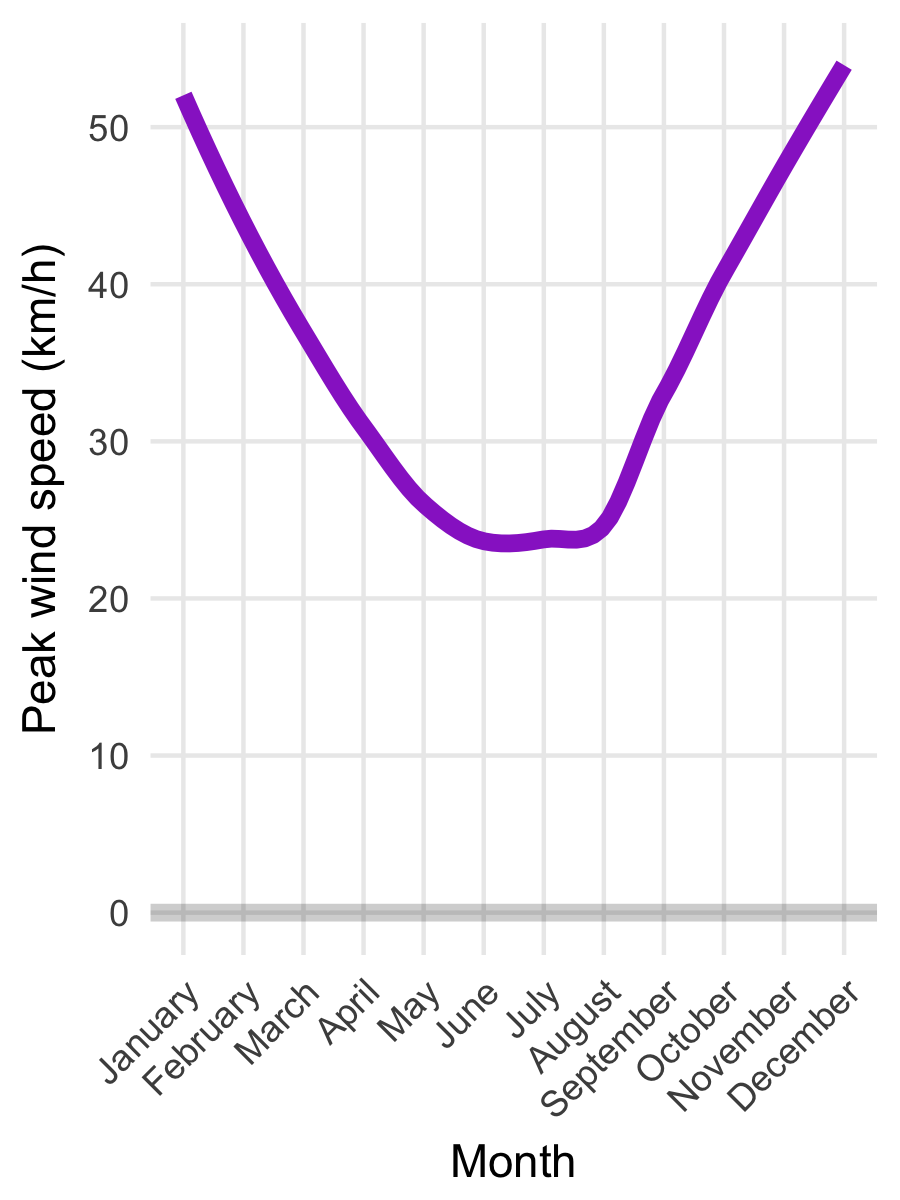 Peak wind speed (km/h)
50
40
30
20
10
0
January
February
March
April
May
June
July
August
September
October
November
December
Month